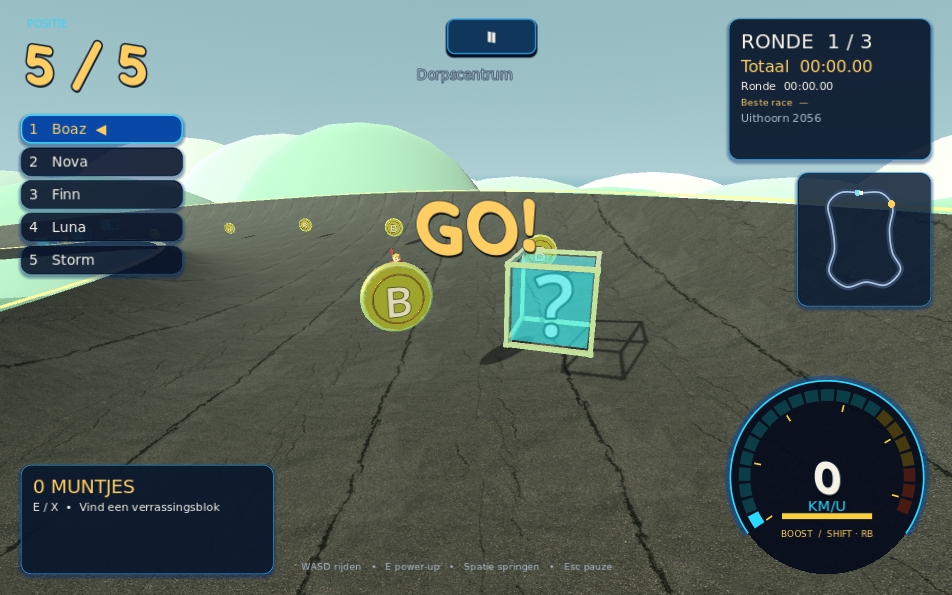 POSITIE
5 / 5
1 Boaz ◀
2 Nova
3 Finn
4 Luna
5 Storm
II
Dorpscentrum
RONDE 1 / 3
Totaal 00:00.00
Ronde 00:00.00
Beste race —
Uithoorn 2056
GO!
B
B
B
B
B
?
0 MUNTJES
E / X • Vind een verrassingsblok
0
KM/U
BOOST / SHIFT · RB
WASD rijden • E power-up • Spatie springen • Esc pauze